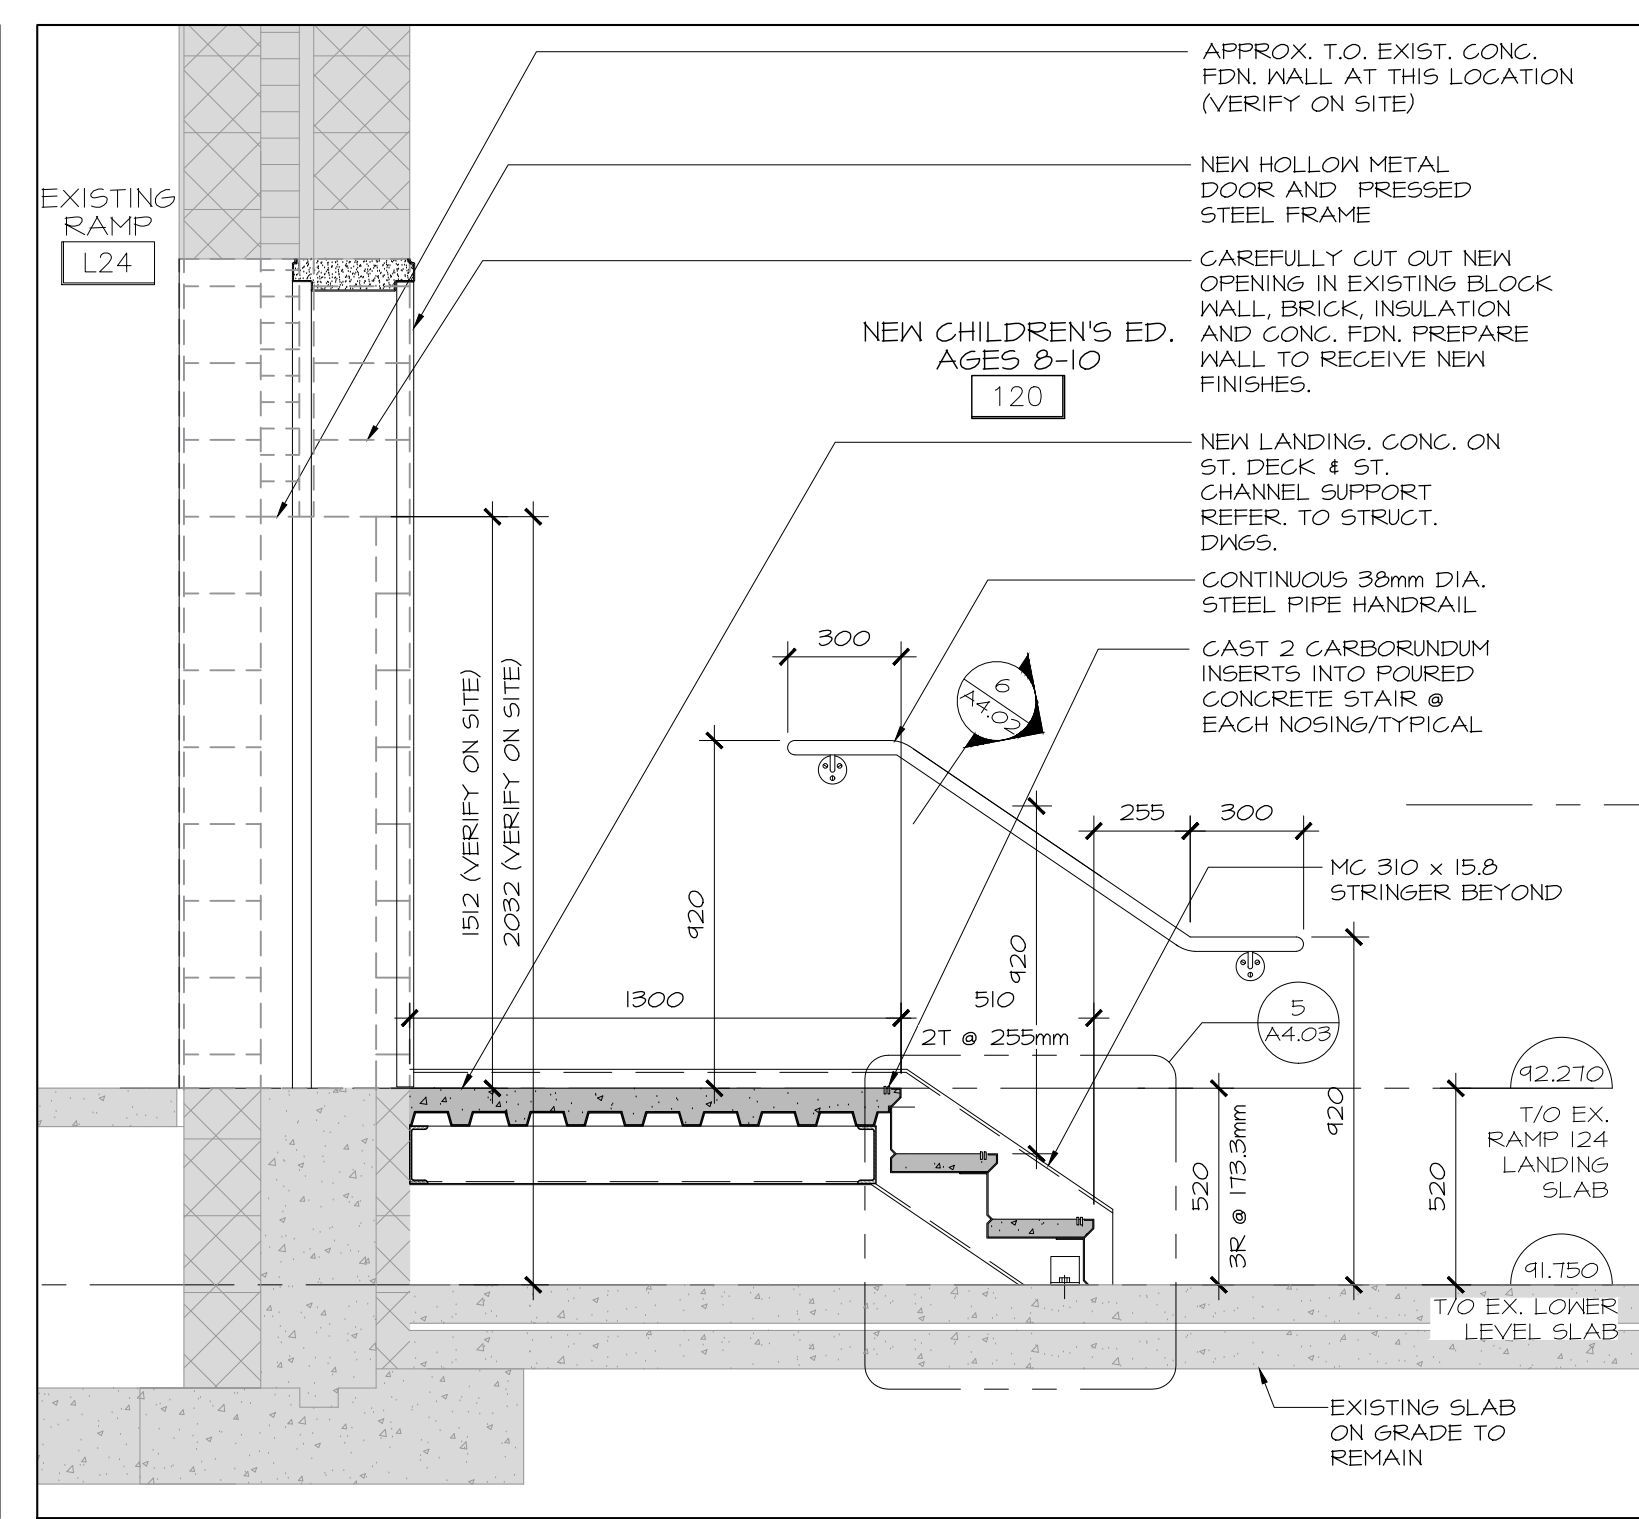 APPROX. T.O. EXIST. CONC.
FDN. WALL AT THIS LOCATION
(VERIFY ON SITE)
NEW HOLLOW METAL
DOOR AND PRESSED
STEEL FRAME
EXISTING
RAMP
L24
CAREFULLY CUT OUT NEW
OPENING IN EXISTING BLOCK
WALL, BRICK, INSULATION
AND CONC. FDN. PREPARE
WALL TO RECEIVE NEW
FINISHES.
NEW CHILDREN'S ED.
AGES 8-10
120
NEW LANDING. CONC. ON
ST. DECK & ST.
CHANNEL SUPPORT
REFER. TO STRUCT.
DWGS.
CONTINUOUS 38mm DIA.
STEEL PIPE HANDRAIL
CAST 2 CARBORUNDUM
INSERTS INTO POURED
CONCRETE STAIR @
EACH NOSING/TYPICAL
300
6
A4.02
1512 (VERIFY ON SITE)
2032 (VERIFY ON SITE)
255
300
MC 310 x 15.8
STRINGER BEYOND
920
920
1300
510
2T @ 255mm
5
A4.03
92.270
T/O EX.
RAMP 124
LANDING
SLAB
920
520
3R @ 173.3mm
520
91.750
T/O EX. LOWER
LEVEL SLAB
EXISTING SLAB
ON GRADE TO
REMAIN